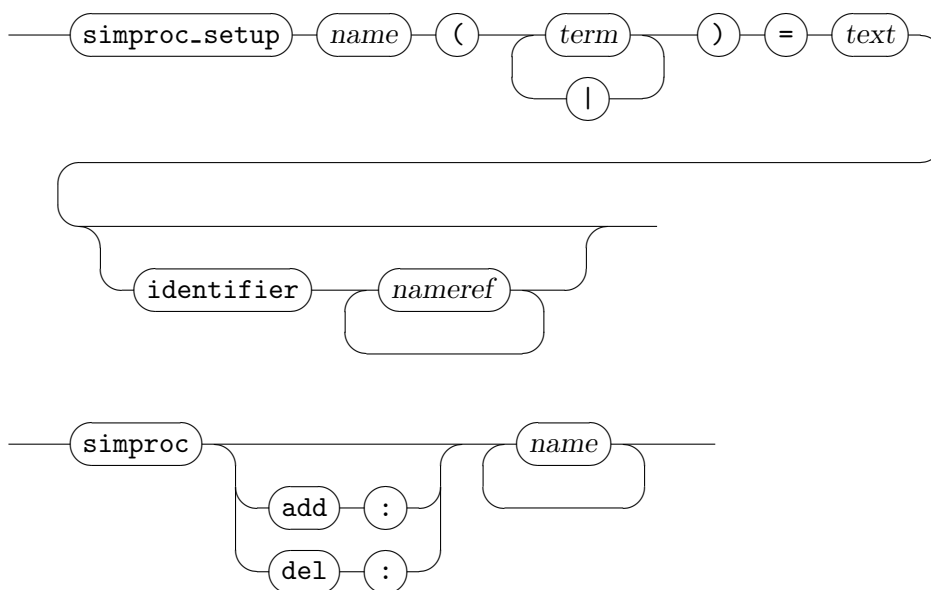 simproc_setup name ( term ) = text
|
identifier nameref
simproc name
add :
del :